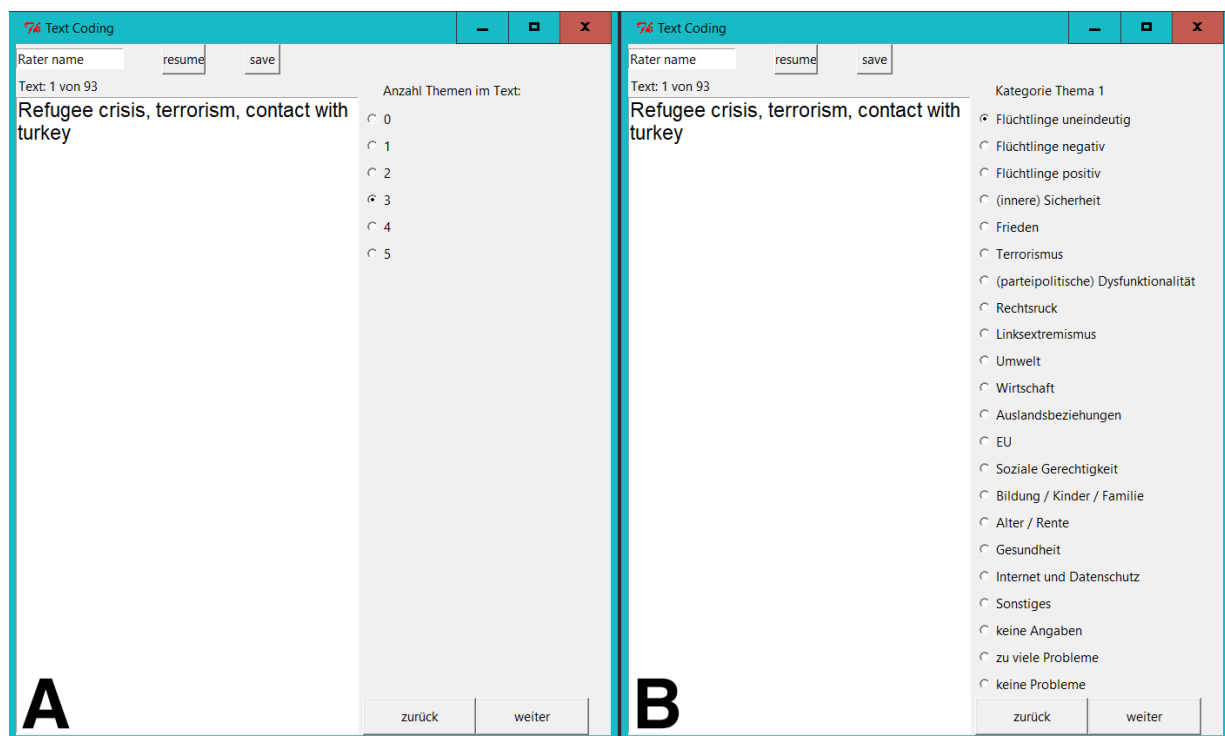 Text Coding
Rater name resume save
Text: 1 von 93
Refugee crisis, terrorism, contact with
turkey
Anzahl Themen im Text:
0
1
2
3
4
5
zurück weiter
A
Text Coding
Rater name resume save
Text: 1 von 93
Refugee crisis, terrorism, contact with
turkey
Kategorie Thema 1
Flüchtlinge uneindeutig
Flüchtlinge negativ
Flüchtlinge positiv
(innere) Sicherheit
Frieden
Terrorismus
(parteipolitische) Dysfunktionalität
Rechtsruck
Linksextremismus
Umwelt
Wirtschaft
Auslandsbeziehungen
EU
Soziale Gerechtigkeit
Bildung / Kinder / Familie
Alter / Rente
Gesundheit
Internet und Datenschutz
Sonstiges
keine Angaben
zu viele Probleme
keine Probleme
zurück weiter
B